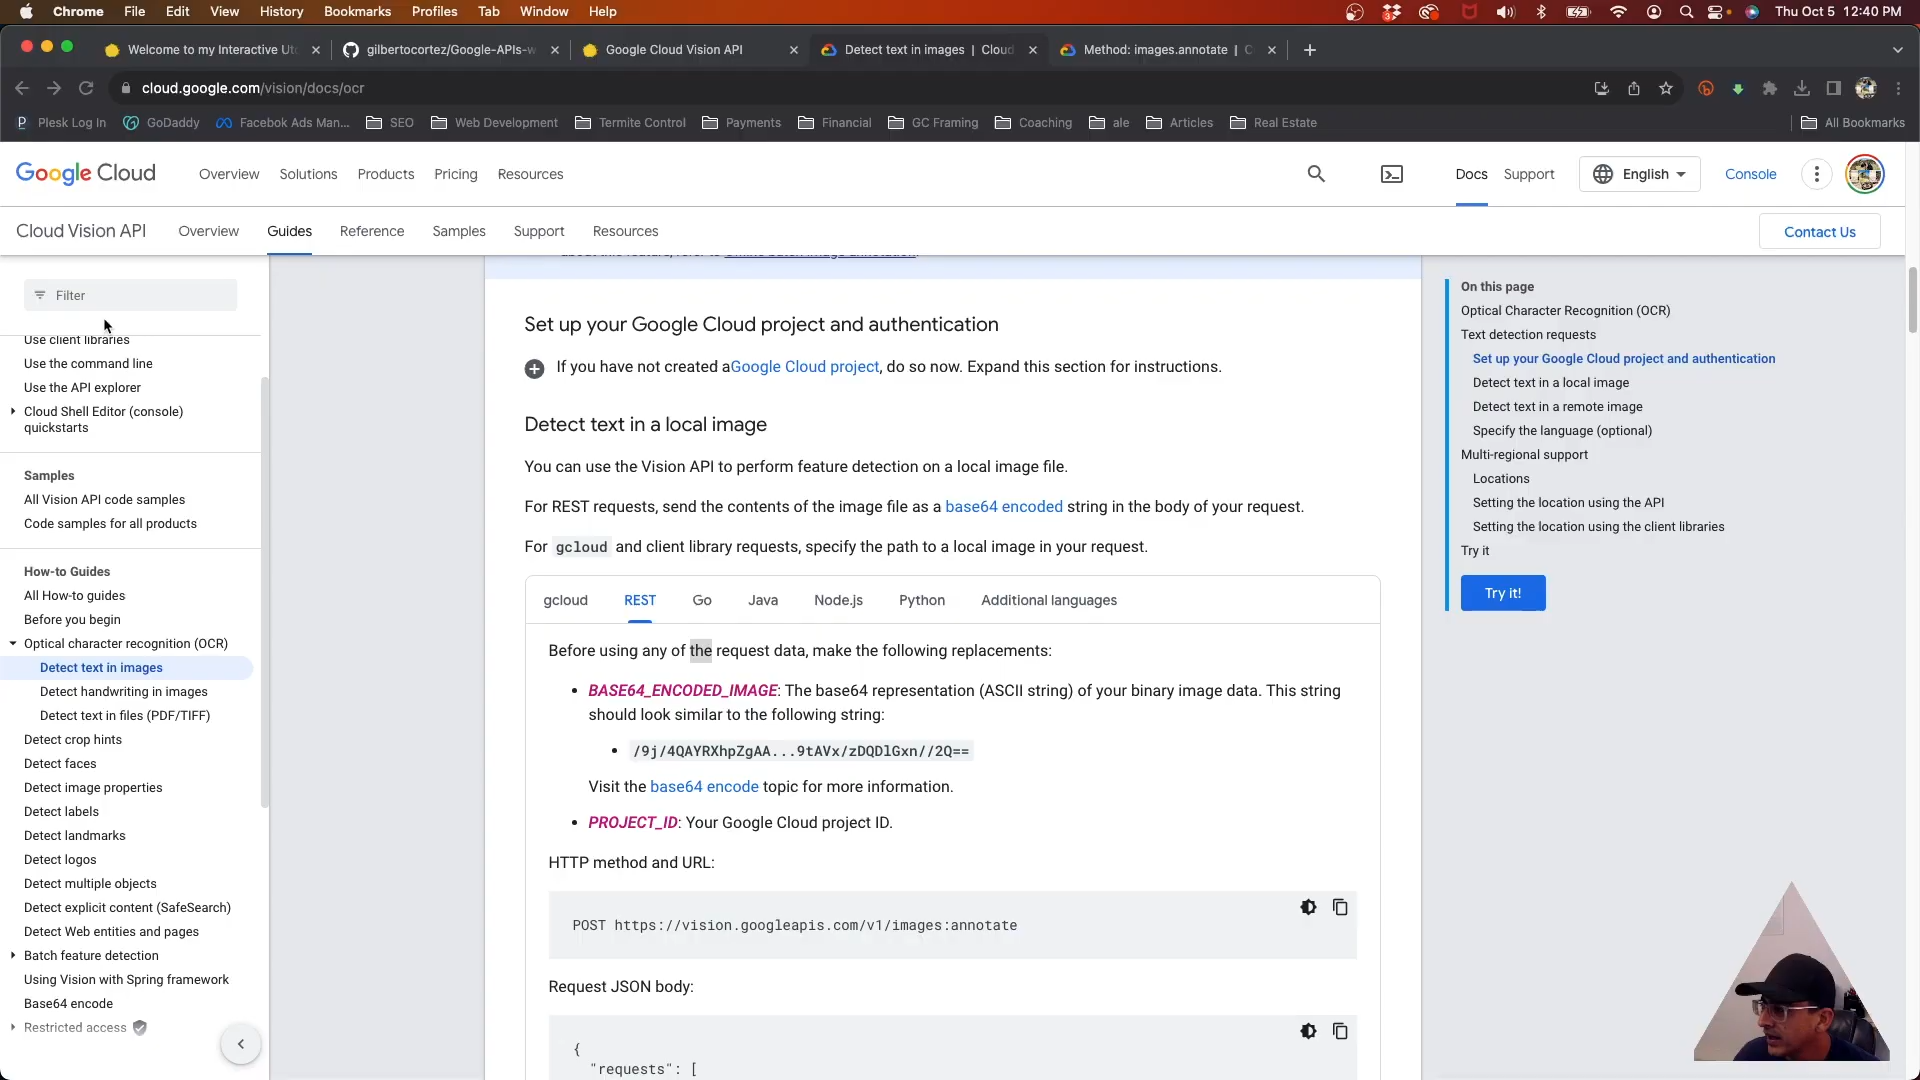 Chrome File Edit View History Bookmarks Profiles Tab Window Help
Thu Oct 5 12:40 PM
Welcome to my Interactive
gilbertocortez/Google-APIs-w
Google Cloud Vision API
Detect text in images | Cloud
Method: images.annotate | C
cloud.google.com/vision/docs/ocr
Plesk Log In GoDaddy Facebok Ads Man... SEO Web Development Termite Control Payments Financial GC Framing Coaching ale Articles Real Estate All Bookmarks
Google Cloud Overview Solutions Products Pricing Resources Docs Support English Console
Cloud Vision API Overview Guides Reference Samples Support Resources Contact Us
Filter
Use client libraries
Use the command line
Use the API explorer
Cloud Shell Editor (console)
quickstarts
Samples
All Vision API code samples
Code samples for all products
How-to Guides
All How-to guides
Before you begin
Optical character recognition (OCR)
Detect text in images
Detect handwriting in images
Detect text in files (PDF/TIFF)
Detect crop hints
Detect faces
Detect image properties
Detect labels
Detect landmarks
Detect logos
Detect multiple objects
Detect explicit content (SafeSearch)
Detect Web entities and pages
Batch feature detection
Using Vision with Spring framework
Base64 encode
Restricted access
Set up your Google Cloud project and authentication
If you have not created aGoogle Cloud project, do so now. Expand this section for instructions.
Detect text in a local image
You can use the Vision API to perform feature detection on a local image file.
For REST requests, send the contents of the image file as a base64 encoded string in the body of your request.
For gcloud and client library requests, specify the path to a local image in your request.
gcloud REST Go Java Node.js Python Additional languages
Before using any of the request data, make the following replacements:
• BASE64_ENCODED_IMAGE: The base64 representation (ASCII string) of your binary image data. This string
should look similar to the following string:
• /9j/4QAYRXhpZgAA...9tAVx/zDQDlGxn//2Q==
Visit the base64 encode topic for more information.
• PROJECT_ID: Your Google Cloud project ID.
HTTP method and URL:
POST https://vision.googleapis.com/v1/images:annotate
Request JSON body:
{
"requests": [
On this page
Optical Character Recognition (OCR)
Text detection requests
Set up your Google Cloud project and authentication
Detect text in a local image
Detect text in a remote image
Specify the language (optional)
Multi-regional support
Locations
Setting the location using the API
Setting the location using the client libraries
Try it
Try it!